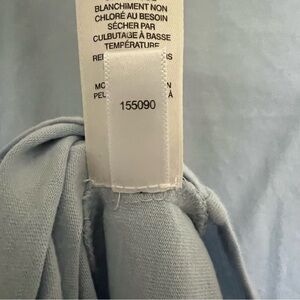 BLANCHIMENT NON
CHLORÉ AU BESOIN
SÉCHER PAR
CULBUTAGE À BASSE
TEMPÉRATURE
155090